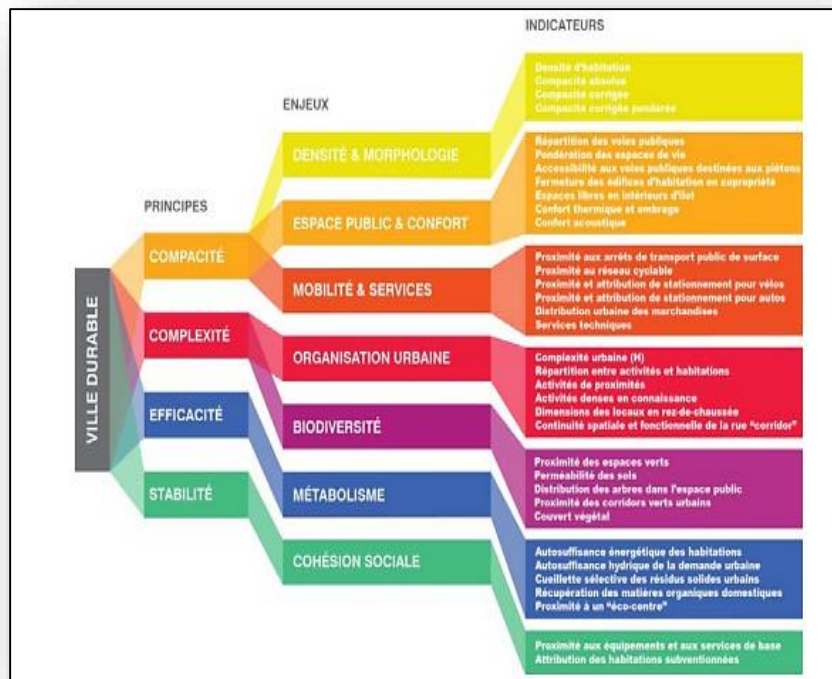 INDICATEURS
Densité d'habitation
Compacité absolue
Compacité corrigée
Compacité corrigée pondarée
ENJEUX
DENSITÉ & MORPHOLOGIE
Répartition des voies publiques
Pondération des espaces de vie
Accessibilité aux voies publiques destinées aux piétons
Fermeture des édifices d'habitation en copropriété
Espaces libres en intérieurs d'îlot
Confort thermique et ombrage
Confort acoustique
PRINCIPES
ESPACE PUBLIC & CONFORT
COMPACITÉ
Proximité aux arrêts de transport public de surface
Proximité au réseau cyclable
Proximité et attribution de stationnement pour vélos
Proximité et attribution de stationnement pour autos
Distribution urbaine des marchandises
Services techniques
MOBILITÉ & SERVICES
COMPLEXITÉ
ORGANISATION URBAINE
Complexité urbaine (H)
Répartition entre activités et habitations
Activités de proximités
Activités denses en connaissance
Dimensions des locaux en rez-de-chaussée
Continuité spatiale et fonctionnelle de la rue "corridor"
VILLE DURABLE
EFFICACITÉ
BIODIVERSITÉ
Proximité des espaces verts
Perméabilité des sols
Distribution des arbres dans l'espace public
Proximité des corridors verts urbains
Couvert végétal
STABILITÉ
MÉTABOLISME
Autosuffisance énergétique des habitations
Autosuffisance hydrique de la demande urbaine
Cueillette sélective des résidus solides urbains
Récupération des matières organiques domestiques
Proximité à un "éco-centre"
COHÉSION SOCIALE
Proximité aux équipements et aux services de base
Attribution des habitations subventionnées